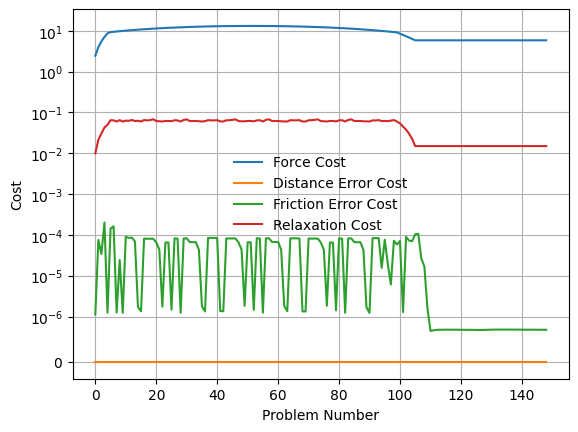 10¹
10⁰
10⁻¹
10⁻²
10⁻³
10⁻⁴
10⁻⁵
10⁻⁶
0
Cost
Force Cost
Distance Error Cost
Friction Error Cost
Relaxation Cost
0 20 40 60 80 100 120 140
Problem Number